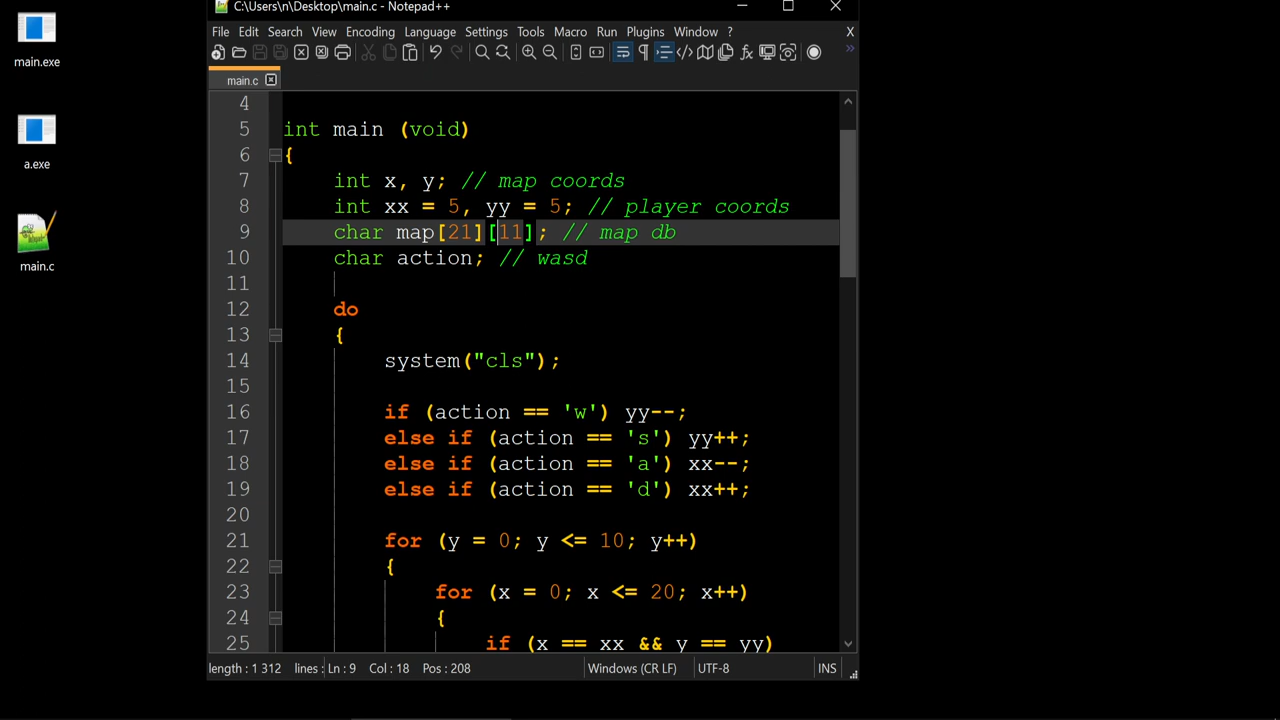 main.exe
a.exe
main.c
C:\Users\n\Desktop\main.c - Notepad++
File Edit Search View Encoding Language Settings Tools Macro Run Plugins Window ? X
main.c
4
5 int main (void)
6 {
7 int x, y; // map coords
8 int xx = 5, yy = 5; // player coords
9 char map[21][11]; // map db
10 char action; // wasd
11
12 do
13 {
14 system("cls");
15
16 if (action == 'w') yy--;
17 else if (action == 's') yy++;
18 else if (action == 'a') xx--;
19 else if (action == 'd') xx++;
20
21 for (y = 0; y <= 10; y++)
22 {
23 for (x = 0; x <= 20; x++)
24 {
25 if (x == xx && y == yy)
length : 1 312 lines : Ln : 9 Col : 18 Pos : 208 Windows (CR LF) UTF-8 INS